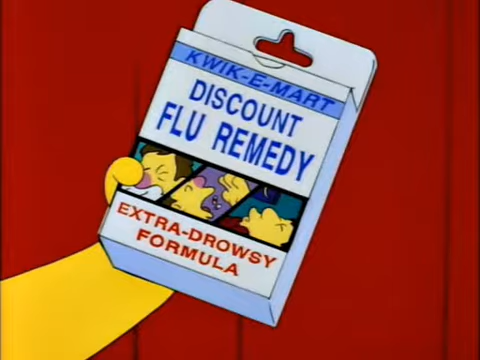 KWIK-E-MART
DISCOUNT
FLU REMEDY
EXTRA-DROWSY
FORMULA